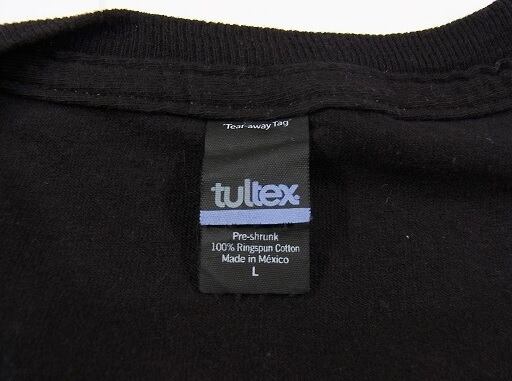 "Tear-away Tag"
tultex
Pre-shrunk
100% Ringspun Cotton
Made in México
L